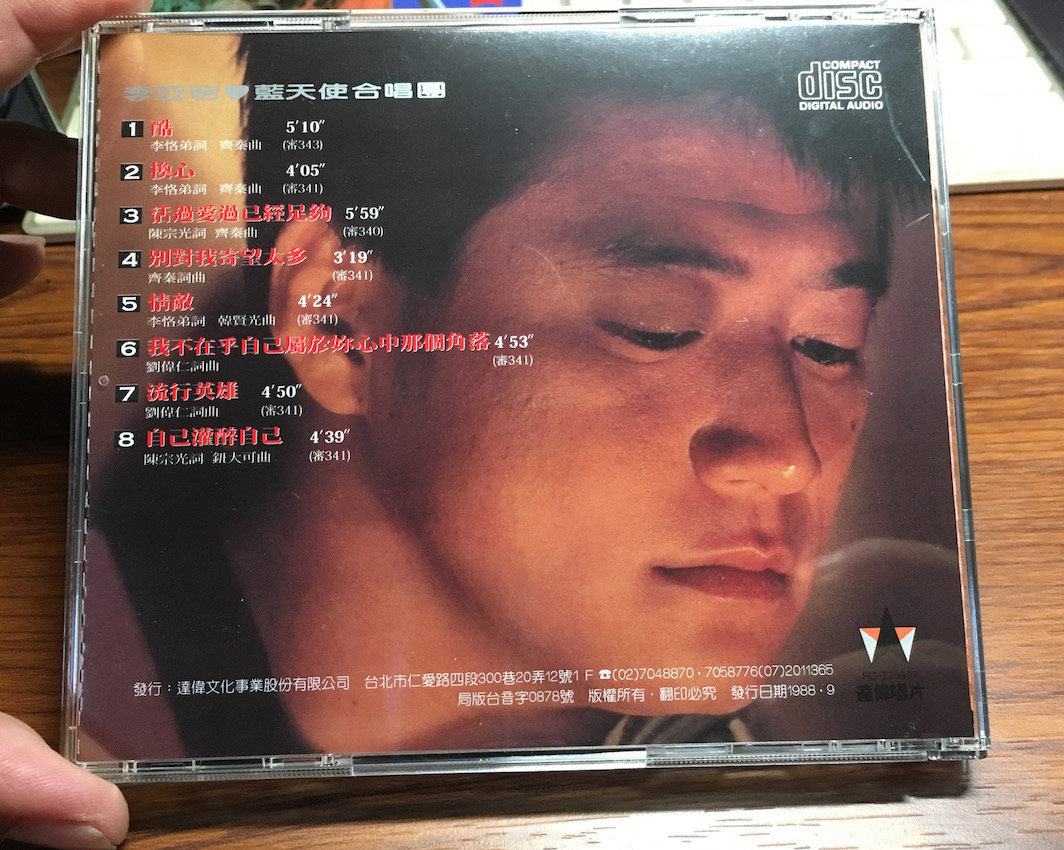 李亞明♥藍天使合唱團
COMPACT
disc
DIGITAL AUDIO
1 酷 5'10"
李恪弟詞 齊秦曲 (審343)
2 換心 4'05"
李恪弟詞 齊秦曲 (審341)
3 活過愛過已經足夠 5'59"
陳宗光詞 齊秦曲 (審340)
4 別對我寄望太多 3'19"
齊秦詞曲 (審341)
5 情敵 4'24"
李恪弟詞 韓賢光曲 (審341)
6 我不在乎自己屬於妳心中那個角落 4'53"
劉偉仁詞曲 (審341)
7 流行英雄 4'50"
劉偉仁詞曲 (審341)
8 自己灌醉自己 4'39"
陳宗光詞 鈕大可曲 (審341)
RD-770907
達偉唱片
發行：達偉文化事業股份有限公司 台北市仁愛路四段300巷20弄12號1F ☎(02)7048870·7058776(07)2011365
局版台音字0878號 版權所有·翻印必究 發行日期1988·9